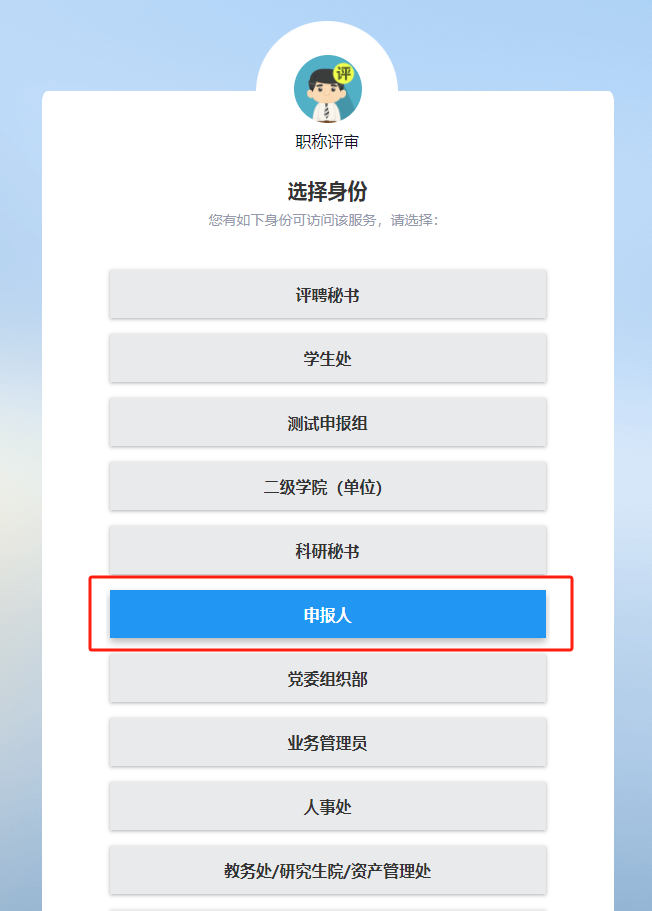 评
职称评审
选择身份
您有如下身份可访问该服务，请选择：
评聘秘书
学生处
测试申报组
二级学院（单位）
科研秘书
申报人
党委组织部
业务管理员
人事处
教务处/研究生院/资产管理处